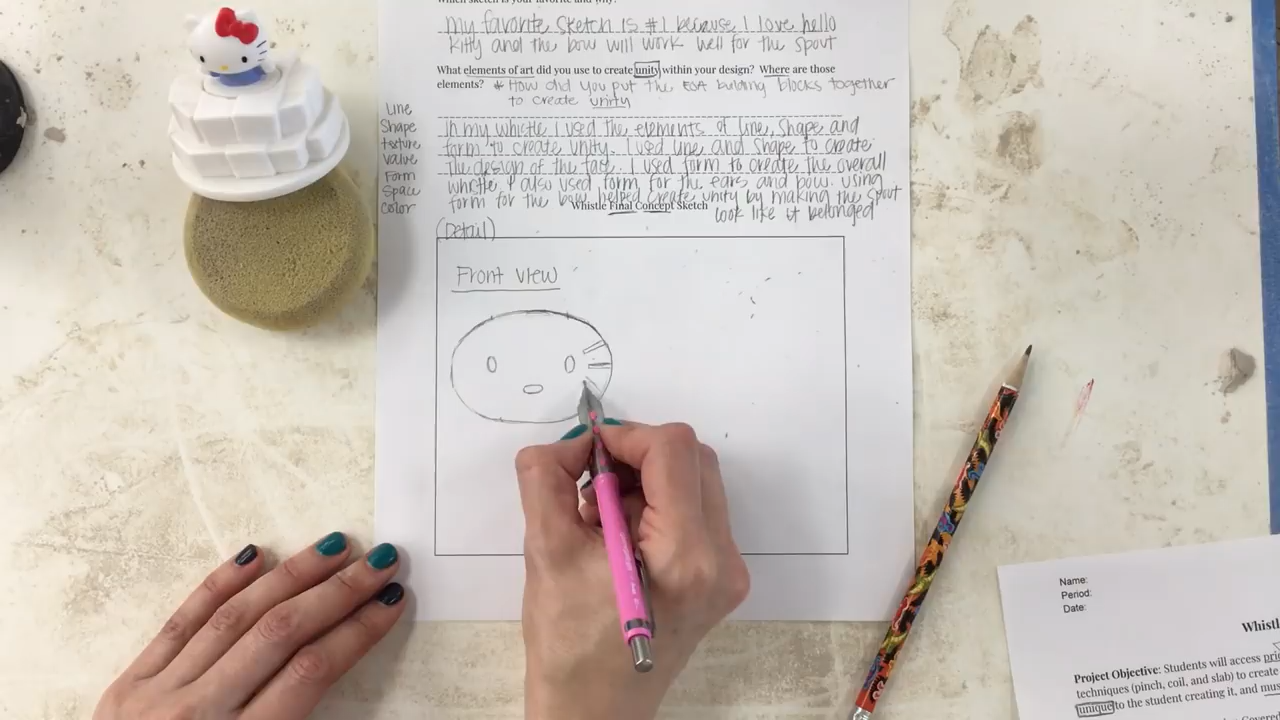 My favorite sketch is #1 because I love hello
kitty and the bow will work well for the spout
What elements of art did you use to create unity within your design? Where are those
elements? * How did you put the EOA building blocks together
to create unity
Line
Shape
texture
value
Form
Space
color
In my whistle I used the elements of line, shape and
form to create unity. I used line and shape to create
the design of the face. I used form to create the overall
whistle. I also used form for the ears and bow. using
form for the bow helped create unity by making the spout
look like it belonged
Whistle Final Concept Sketch
(Detail)
Front View
Name:
Period:
Date:
Whistl
Project Objective: Students will access
techniques (pinch, coil, and slab) to create
unique to the student creating it, and